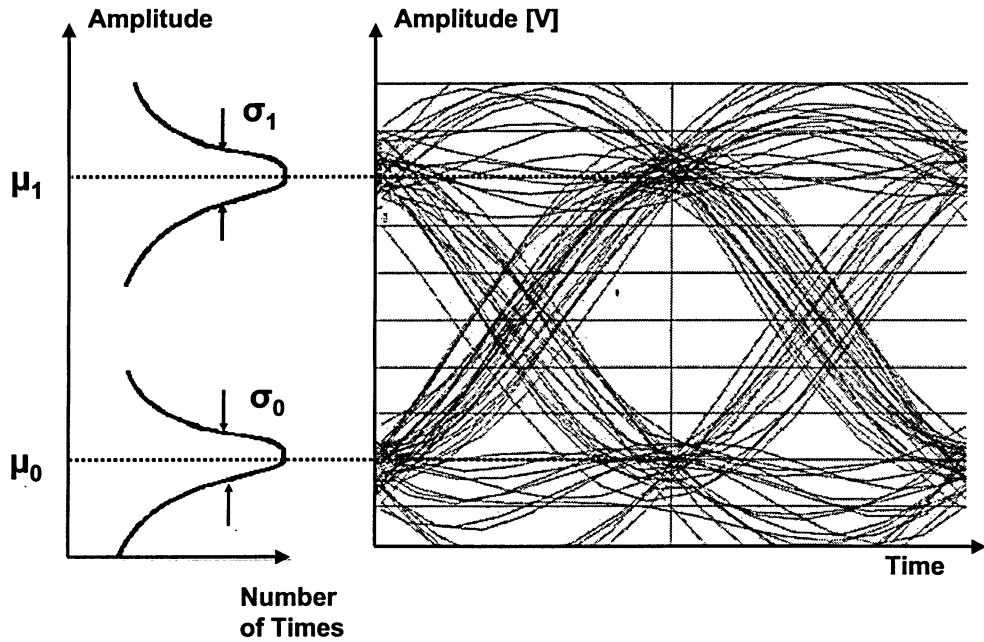 Amplitude
Amplitude [V]
σ1
μ1
σ0
μ0
Time
Number
of Times